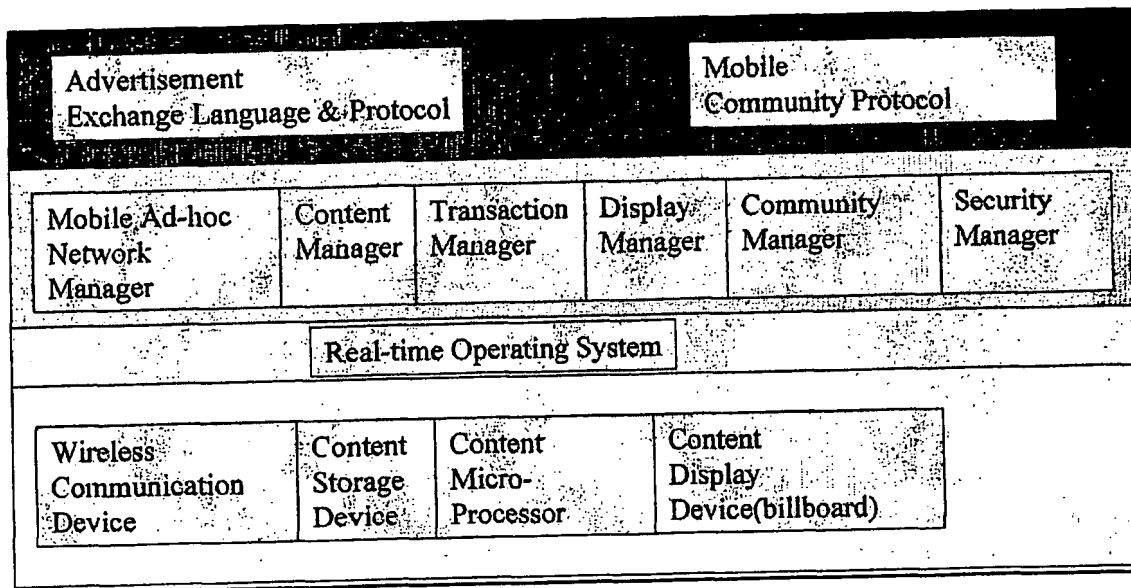 Advertisement
Exchange Language & Protocol
Mobile
Community Protocol
Mobile Ad-hoc
Network
Manager
Content
Manager
Transaction
Manager
Display
Manager
Community
Manager
Security
Manager
Real-time Operating System
Wireless
Communication
Device
Content
Storage
Device
Content
Micro-
Processor
Content
Display
Device(billboard)